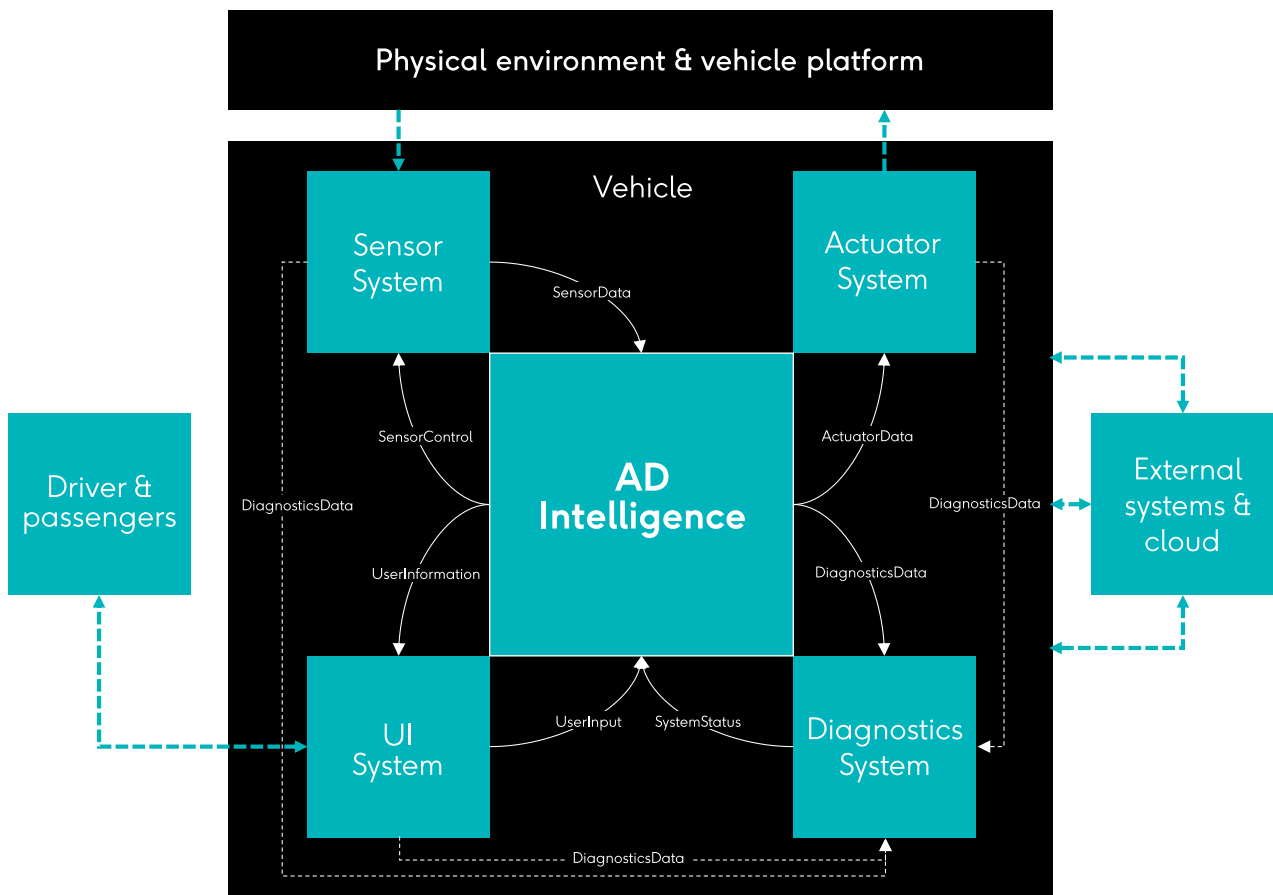 Physical environment & vehicle platform
Vehicle
Sensor
System
Actuator
System
SensorData
SensorControl
ActuatorData
AD
Intelligence
Driver &
passengers
External
systems &
cloud
DiagnosticsData
DiagnosticsData
UserInformation
DiagnosticsData
UI
System
UserInput
SystemStatus
Diagnostics
System
DiagnosticsData